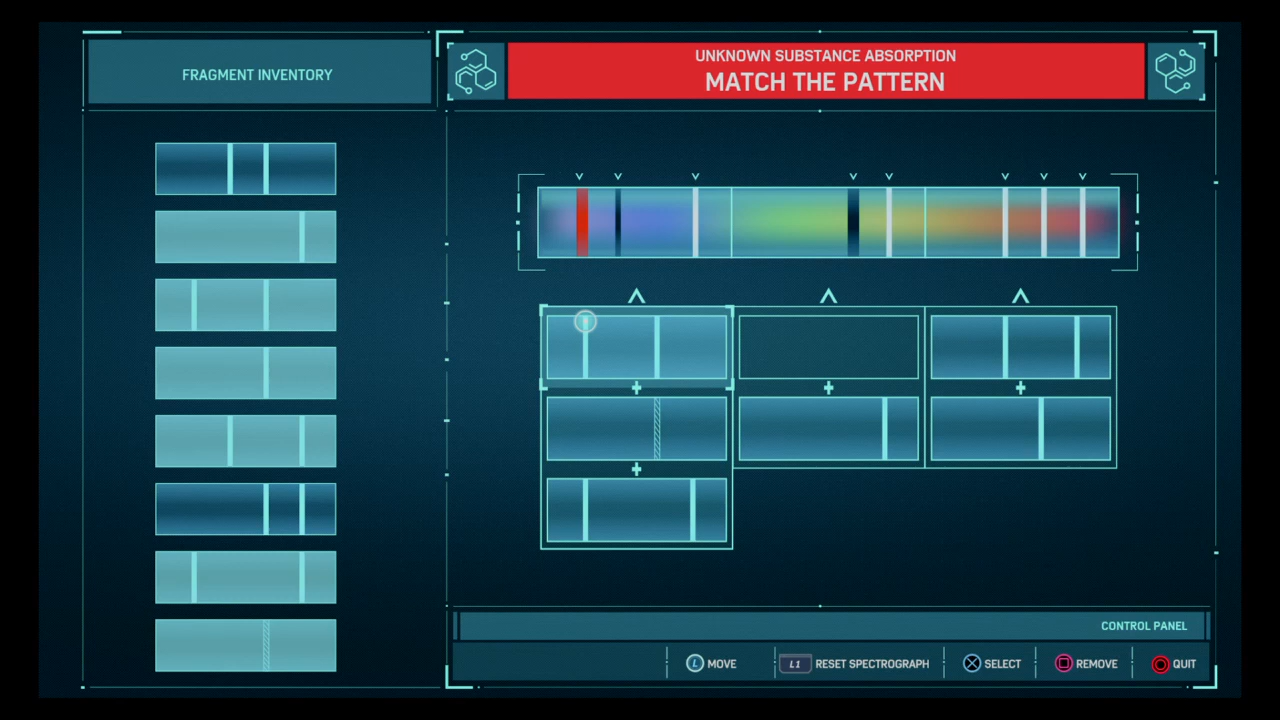 FRAGMENT INVENTORY
UNKNOWN SUBSTANCE ABSORPTION
MATCH THE PATTERN
CONTROL PANEL
L MOVE
L1 RESET SPECTROGRAPH
SELECT
REMOVE
QUIT